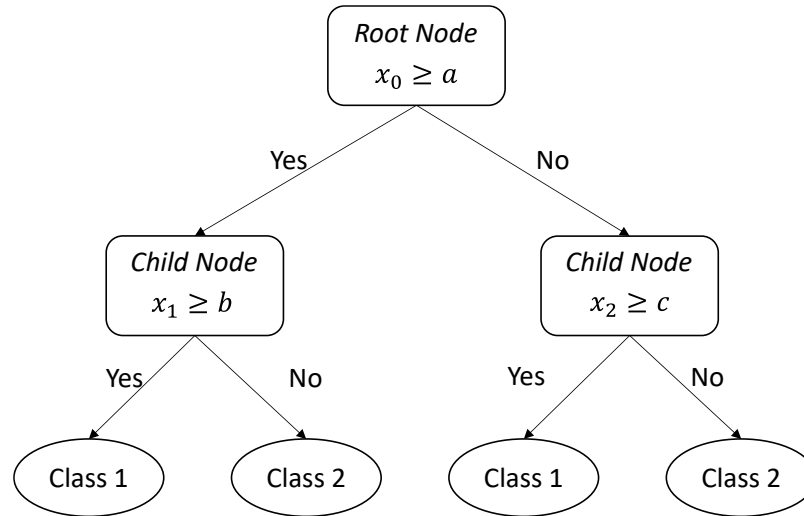 Root Node
x₀ ≥ a
Yes
No
Child Node
x₁ ≥ b
Child Node
x₂ ≥ c
Yes
No
Yes
No
Class 1
Class 2
Class 1
Class 2